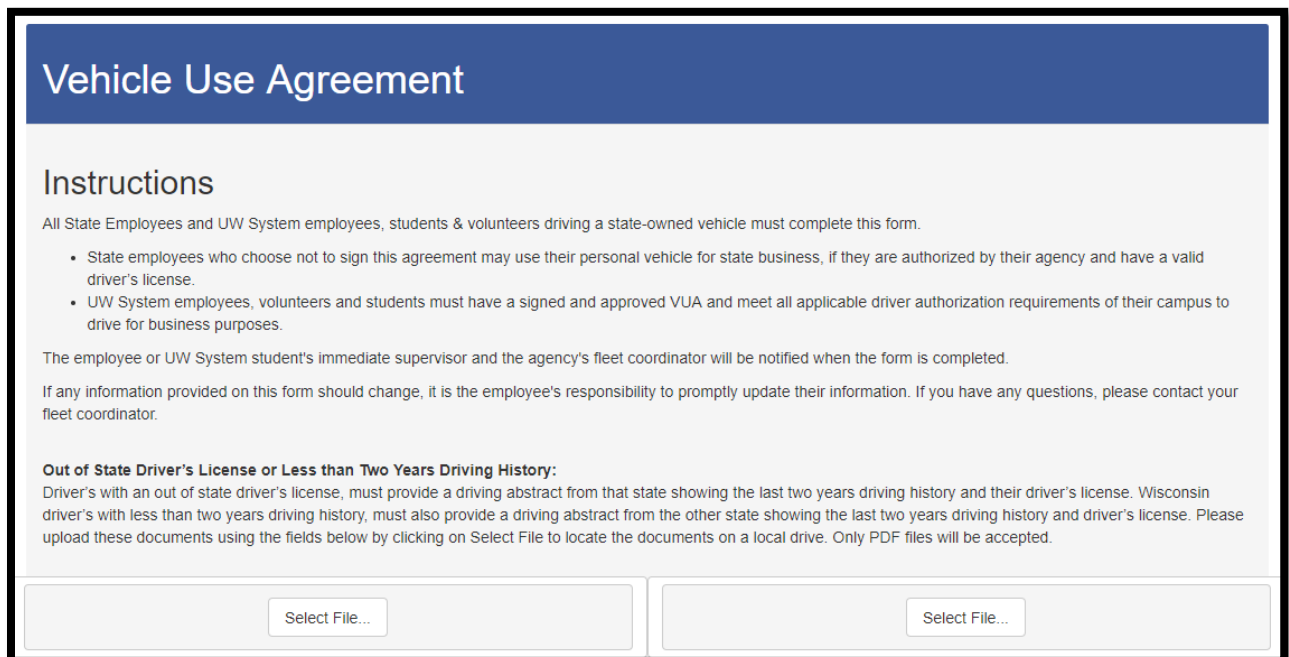 Vehicle Use Agreement
Instructions
All State Employees and UW System employees, students & volunteers driving a state-owned vehicle must complete this form.
• State employees who choose not to sign this agreement may use their personal vehicle for state business, if they are authorized by their agency and have a valid
driver’s license.
• UW System employees, volunteers and students must have a signed and approved VUA and meet all applicable driver authorization requirements of their campus to
drive for business purposes.
The employee or UW System student's immediate supervisor and the agency's fleet coordinator will be notified when the form is completed.
If any information provided on this form should change, it is the employee's responsibility to promptly update their information. If you have any questions, please contact your
fleet coordinator.
Out of State Driver’s License or Less than Two Years Driving History:
Driver’s with an out of state driver’s license, must provide a driving abstract from that state showing the last two years driving history and their driver’s license. Wisconsin
driver’s with less than two years driving history, must also provide a driving abstract from the other state showing the last two years driving history and driver’s license. Please
upload these documents using the fields below by clicking on Select File to locate the documents on a local drive. Only PDF files will be accepted.
Select File... Select File...